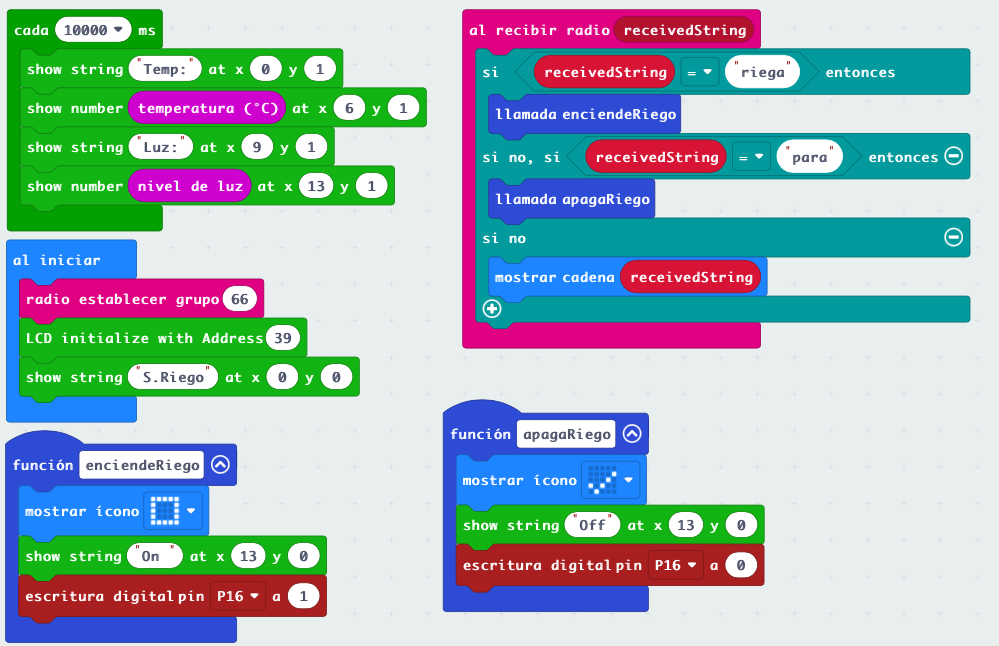 cada 10000 ms
show string "Temp:" at x 0 y 1
show number temperatura (°C) at x 6 y 1
show string "Luz:" at x 9 y 1
show number nivel de luz at x 13 y 1
al iniciar
radio establecer grupo 66
LCD initialize with Address 39
show string "S.Riego" at x 0 y 0
función enciendeRiego
mostrar ícono
show string "On " at x 13 y 0
escritura digital pin P16 a 1
al recibir radio receivedString
si receivedString = "riega" entonces
llamada enciendeRiego
si no, si receivedString = "para" entonces
llamada apagaRiego
si no
mostrar cadena receivedString
función apagaRiego
mostrar ícono
show string "Off" at x 13 y 0
escritura digital pin P16 a 0